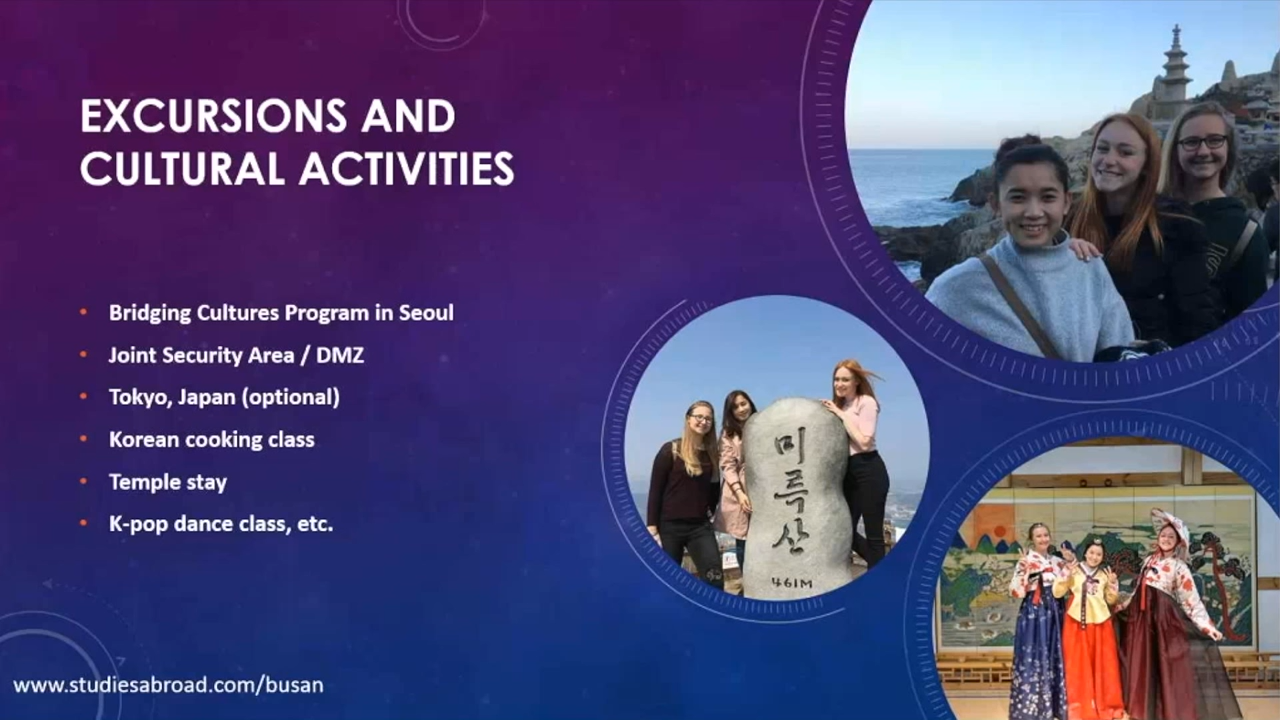 EXCURSIONS AND
CULTURAL ACTIVITIES
• Bridging Cultures Program in Seoul
• Joint Security Area / DMZ
• Tokyo, Japan (optional)
• Korean cooking class
• Temple stay
• K-pop dance class, etc.
미
륵
산
461M
www.studiesabroad.com/busan